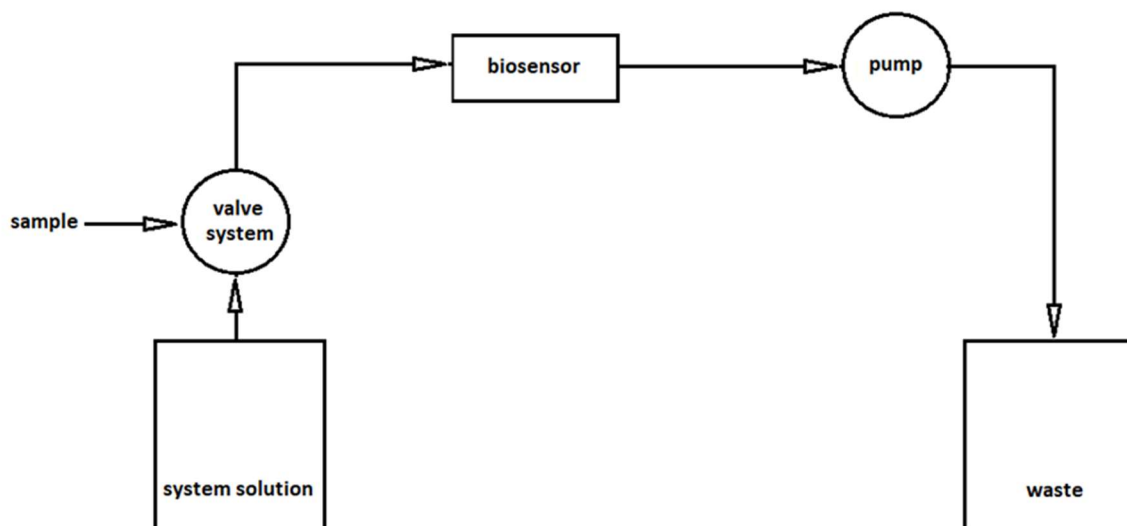 biosensor
pump
sample
valve
system
system solution
waste